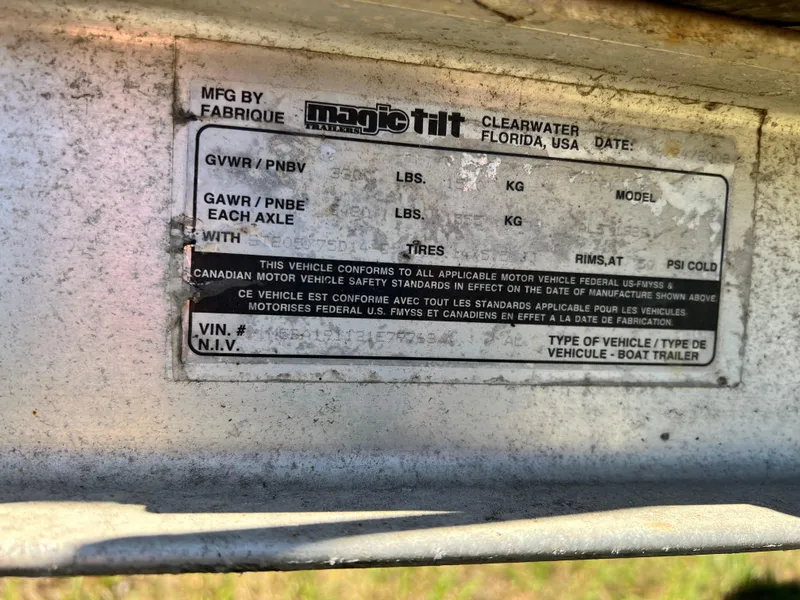 MFG BY
FABRIQUE
magic tilt
TRAILERS
CLEARWATER
FLORIDA, USA
DATE:
GVWR / PNBV
LBS.
KG
MODEL
GAWR / PNBE
EACH AXLE
LBS.
KG
WITH
TIRES
RIMS, AT
PSI COLD
THIS VEHICLE CONFORMS TO ALL APPLICABLE MOTOR VEHICLE FEDERAL US-FMYSS &
CANADIAN MOTOR VEHICLE SAFETY STANDARDS IN EFFECT ON THE DATE OF MANUFACTURE SHOWN ABOVE
CE VEHICLE EST CONFORME AVEC TOUT LES STANDARDS APPLICABLE POUR LES VEHICULES
MOTORISES FEDERAL U.S. FMYSS ET CANADIENS EN EFFET A LA DATE DE FABRICATION.
VIN. #
N.I.V.
TYPE OF VEHICLE / TYPE DE
VEHICULE - BOAT TRAILER